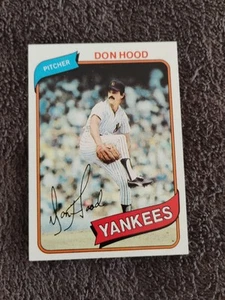 DON HOOD
PITCHER
Don Hood
YANKEES